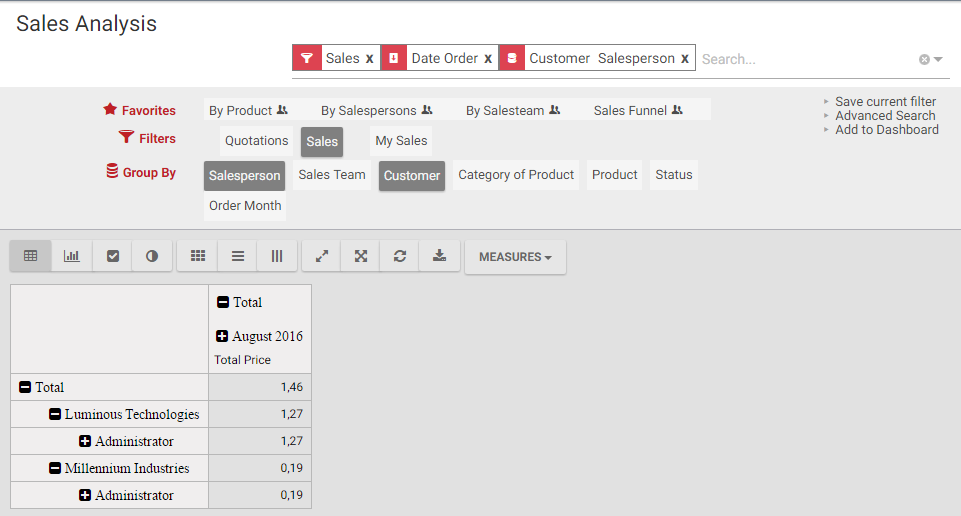 Sales Analysis
Sales x Date Order x Customer Salesperson x Search...
Favorites By Product By Salespersons By Salesteam Sales Funnel
Save current filter
Advanced Search
Add to Dashboard
Filters Quotations Sales My Sales
Group By Salesperson Sales Team Customer Category of Product Product Status
Order Month
MEASURES
Total
August 2016
Total Price
Total 1,46
Luminous Technologies 1,27
Administrator 1,27
Millennium Industries 0,19
Administrator 0,19